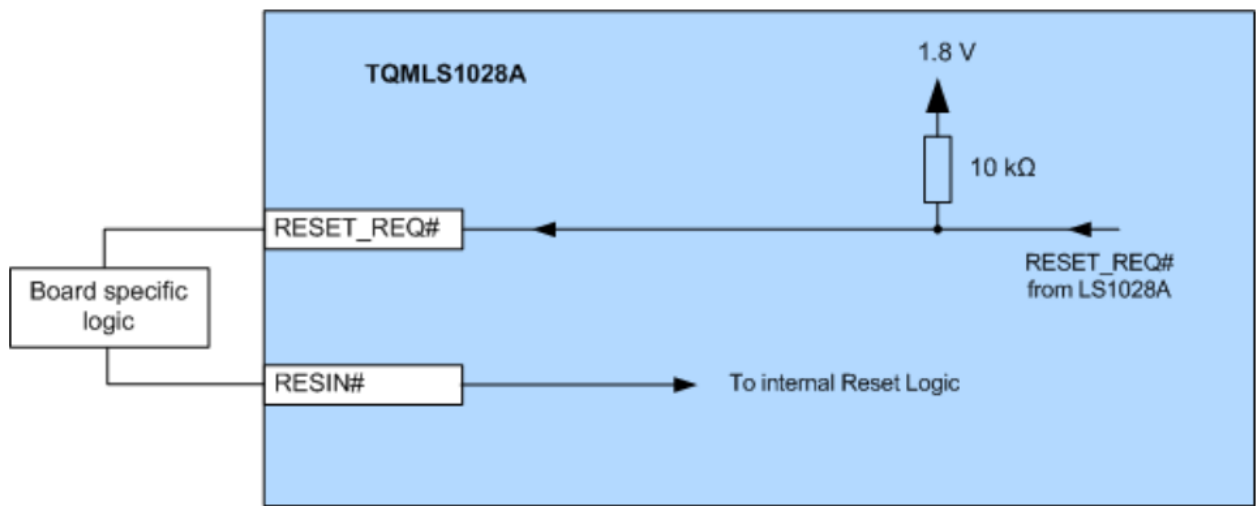 1.8 V
TQMLS1028A
10 kΩ
RESET_REQ#
RESET_REQ#
from LS1028A
Board specific
logic
RESIN#
To internal Reset Logic